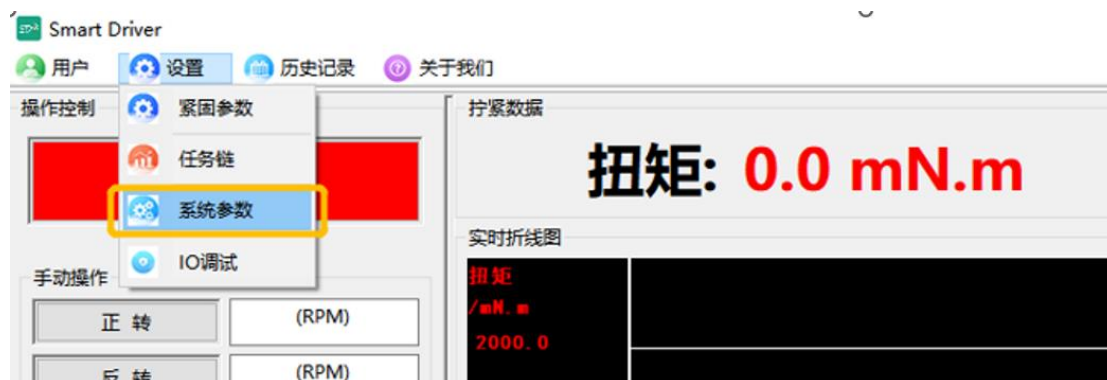 Smart Driver
用户 设置 历史记录 关于我们
操作控制
紧固参数
任务链
系统参数
IO调试
手动操作
正 转 (RPM)
反 转 (RPM)
拧紧数据
扭矩: 0.0 mN.m
实时折线图
扭矩
/mN.m
2000.0